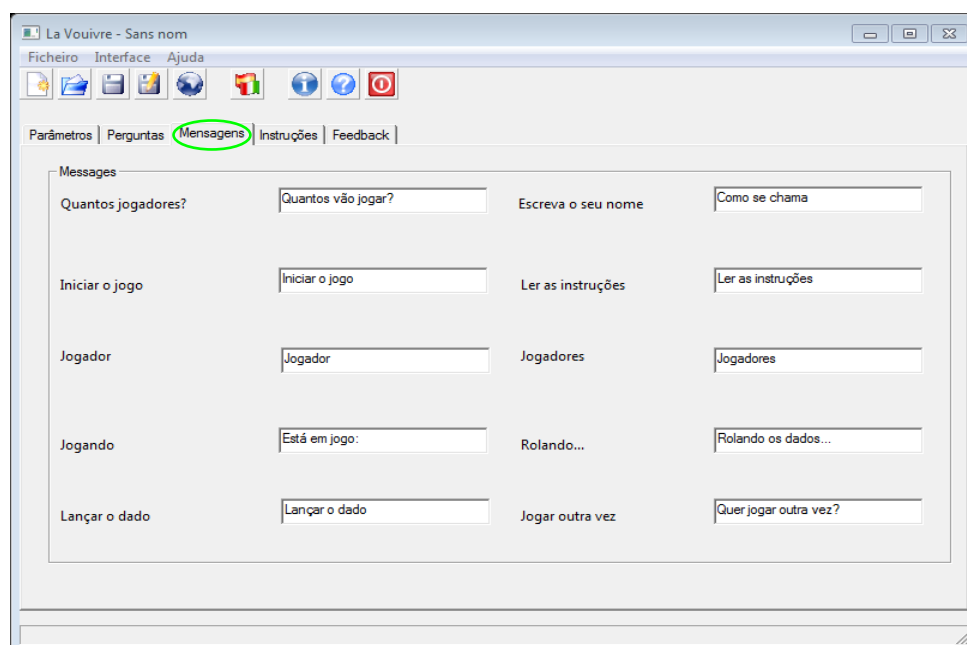 La Vouivre - Sans nom
Ficheiro Interface Ajuda
Parâmetros Perguntas Mensagens Instruções Feedback
Messages
Quantos jogadores? Quantos vão jogar? Escreva o seu nome Como se chama
Iniciar o jogo Iniciar o jogo Ler as instruções Ler as instruções
Jogador Jogador Jogadores Jogadores
Jogando Está em jogo: Rolando... Rolando os dados...
Lançar o dado Lançar o dado Jogar outra vez Quer jogar outra vez?